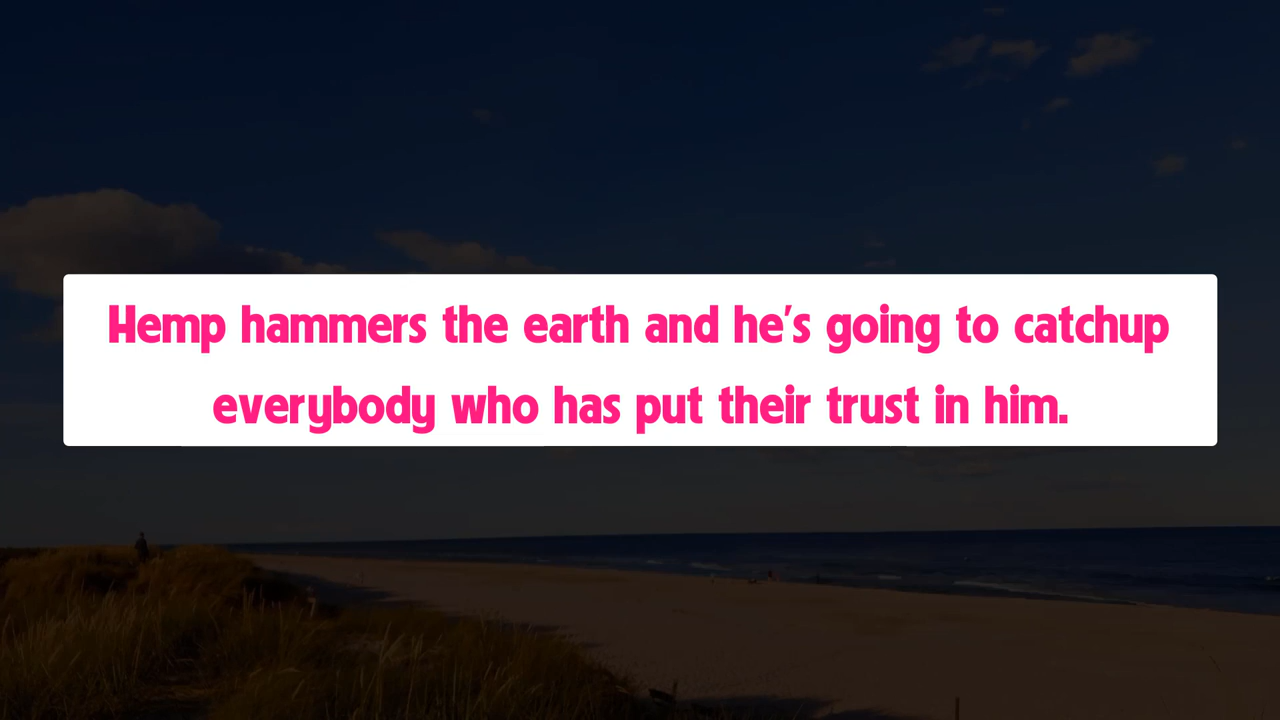 Hemp hammers the earth and he's going to catchup
everybody who has put their trust in him.